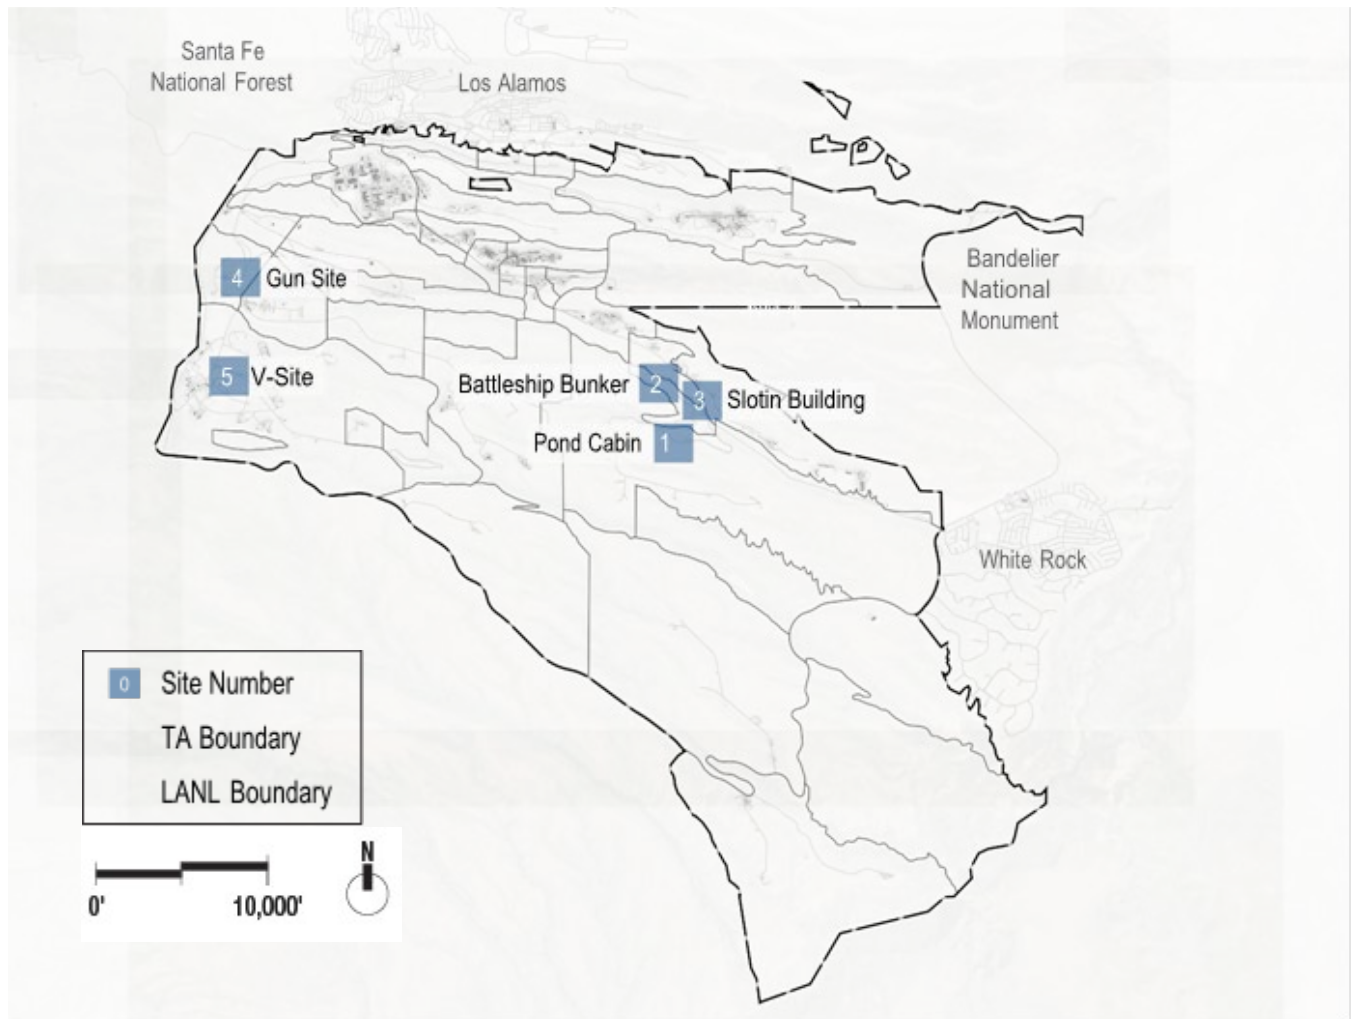 Santa Fe
National Forest
Los Alamos
Bandelier
National
Monument
4 Gun Site
5 V-Site
Battleship Bunker 2
3 Slotin Building
Pond Cabin 1
White Rock
0 Site Number
TA Boundary
LANL Boundary
N
0' 10,000'